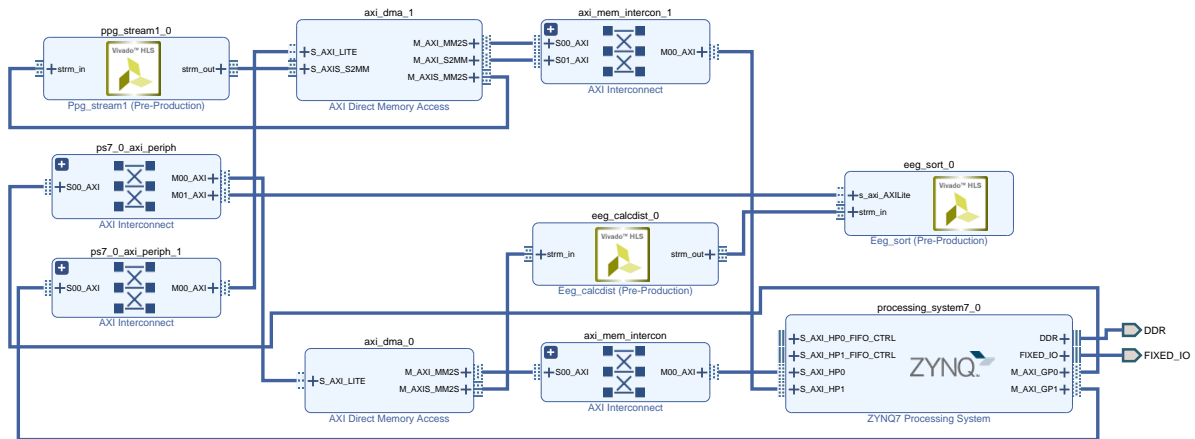 ppg_stream1_0
strm_in
Vivado™ HLS
strm_out
Ppg_stream1 (Pre-Production)
axi_dma_1
S_AXI_LITE
S_AXIS_S2MM
M_AXI_MM2S
M_AXI_S2MM
M_AXIS_MM2S
AXI Direct Memory Access
axi_mem_intercon_1
S00_AXI
S01_AXI
M00_AXI
AXI Interconnect
ps7_0_axi_periph
S00_AXI
M00_AXI
M01_AXI
AXI Interconnect
eeg_sort_0
s_axi_AXILite
strm_in
Vivado™ HLS
Eeg_sort (Pre-Production)
eeg_calcdist_0
strm_in
Vivado™ HLS
strm_out
Eeg_calcdist (Pre-Production)
ps7_0_axi_periph_1
S00_AXI
M00_AXI
AXI Interconnect
axi_dma_0
S_AXI_LITE
M_AXI_MM2S
M_AXIS_MM2S
AXI Direct Memory Access
axi_mem_intercon
S00_AXI
M00_AXI
AXI Interconnect
processing_system7_0
S_AXI_HP0_FIFO_CTRL
S_AXI_HP1_FIFO_CTRL
S_AXI_HP0
S_AXI_HP1
ZYNQ
DDR
FIXED_IO
M_AXI_GP0
M_AXI_GP1
ZYNQ7 Processing System
DDR
FIXED_IO